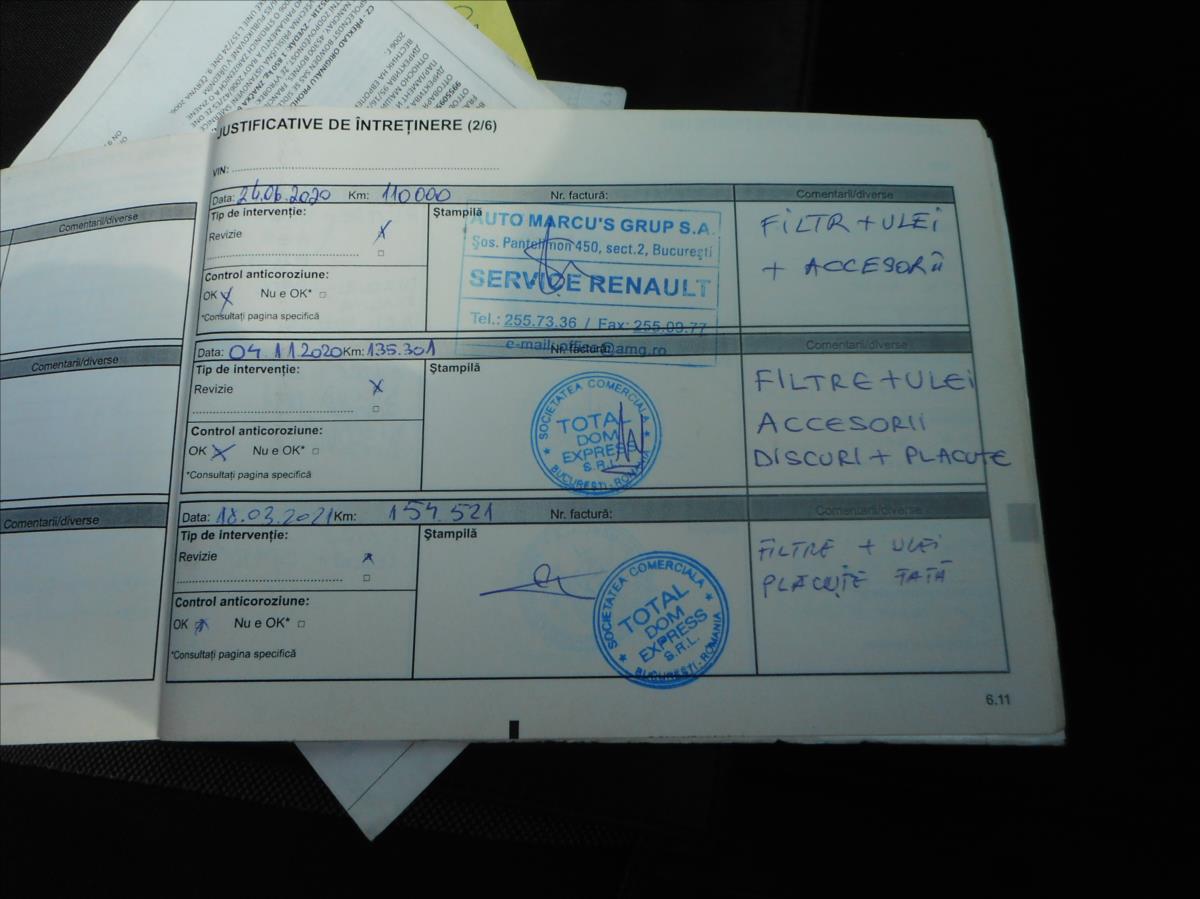 JUSTIFICATIVE DE ÎNTREȚINERE (2/6)
VIN:
Data: 24.06.2020 Km: 110000 Nr. factură: Comentarii/diverse
Tip de intervenție:
Revizie
Control anticoroziune:
OK Nu e OK*
*Consultați pagina specifică
Ștampilă
AUTO MARCU'S GRUP S.A.
Șos. Pantelimon 450, sect.2, București
SERVICE RENAULT
Tel.: 255.73.36 / Fax: 255.09.77
e-mail: office@amg.ro
FILTR + ULEI
+ ACCESORII
Data: 04.11.2020 Km: 135.301 Nr. factură: Comentarii/diverse
Tip de intervenție:
Revizie
Control anticoroziune:
OK Nu e OK*
*Consultați pagina specifică
Ștampilă
SOCIETATEA COMERCIALA
TOTAL
DOM
EXPRESS
S.R.L.
BUCUREȘTI - ROMANIA
FILTRE + ULEI
ACCESORII
DISCURI + PLACUTE
Data: 18.03.2021 Km: 154.521 Nr. factură: Comentarii/diverse
Tip de intervenție:
Revizie
Control anticoroziune:
OK Nu e OK*
*Consultați pagina specifică
Ștampilă
SOCIETATEA COMERCIALA
TOTAL
DOM
EXPRESS
S.R.L.
BUCUREȘTI - ROMANIA
FILTRE + ULEI
PLACUTE FATA
6.11
Comentarii/diverse
Comentarii/diverse
Comentarii/diverse